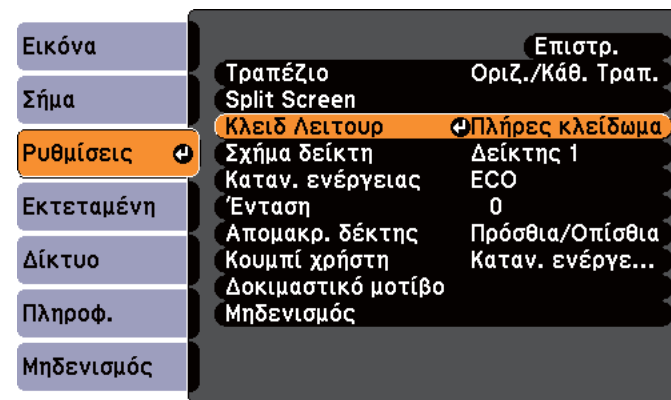 Εικόνα
Σήμα
Ρυθμίσεις
Εκτεταμένη
Δίκτυο
Πληροφ.
Μηδενισμός
Επιστρ.
Τραπέζιο Οριζ./Κάθ. Τραπ.
Split Screen
Κλειδ Λειτουρ Πλήρες κλείδωμα
Σχήμα δείκτη Δείκτης 1
Καταν. ενέργειας ECO
Ένταση 0
Απομακρ. δέκτης Πρόσθια/Οπίσθια
Κουμπί χρήστη Καταν. ενέργε...
Δοκιμαστικό μοτίβο
Μηδενισμός